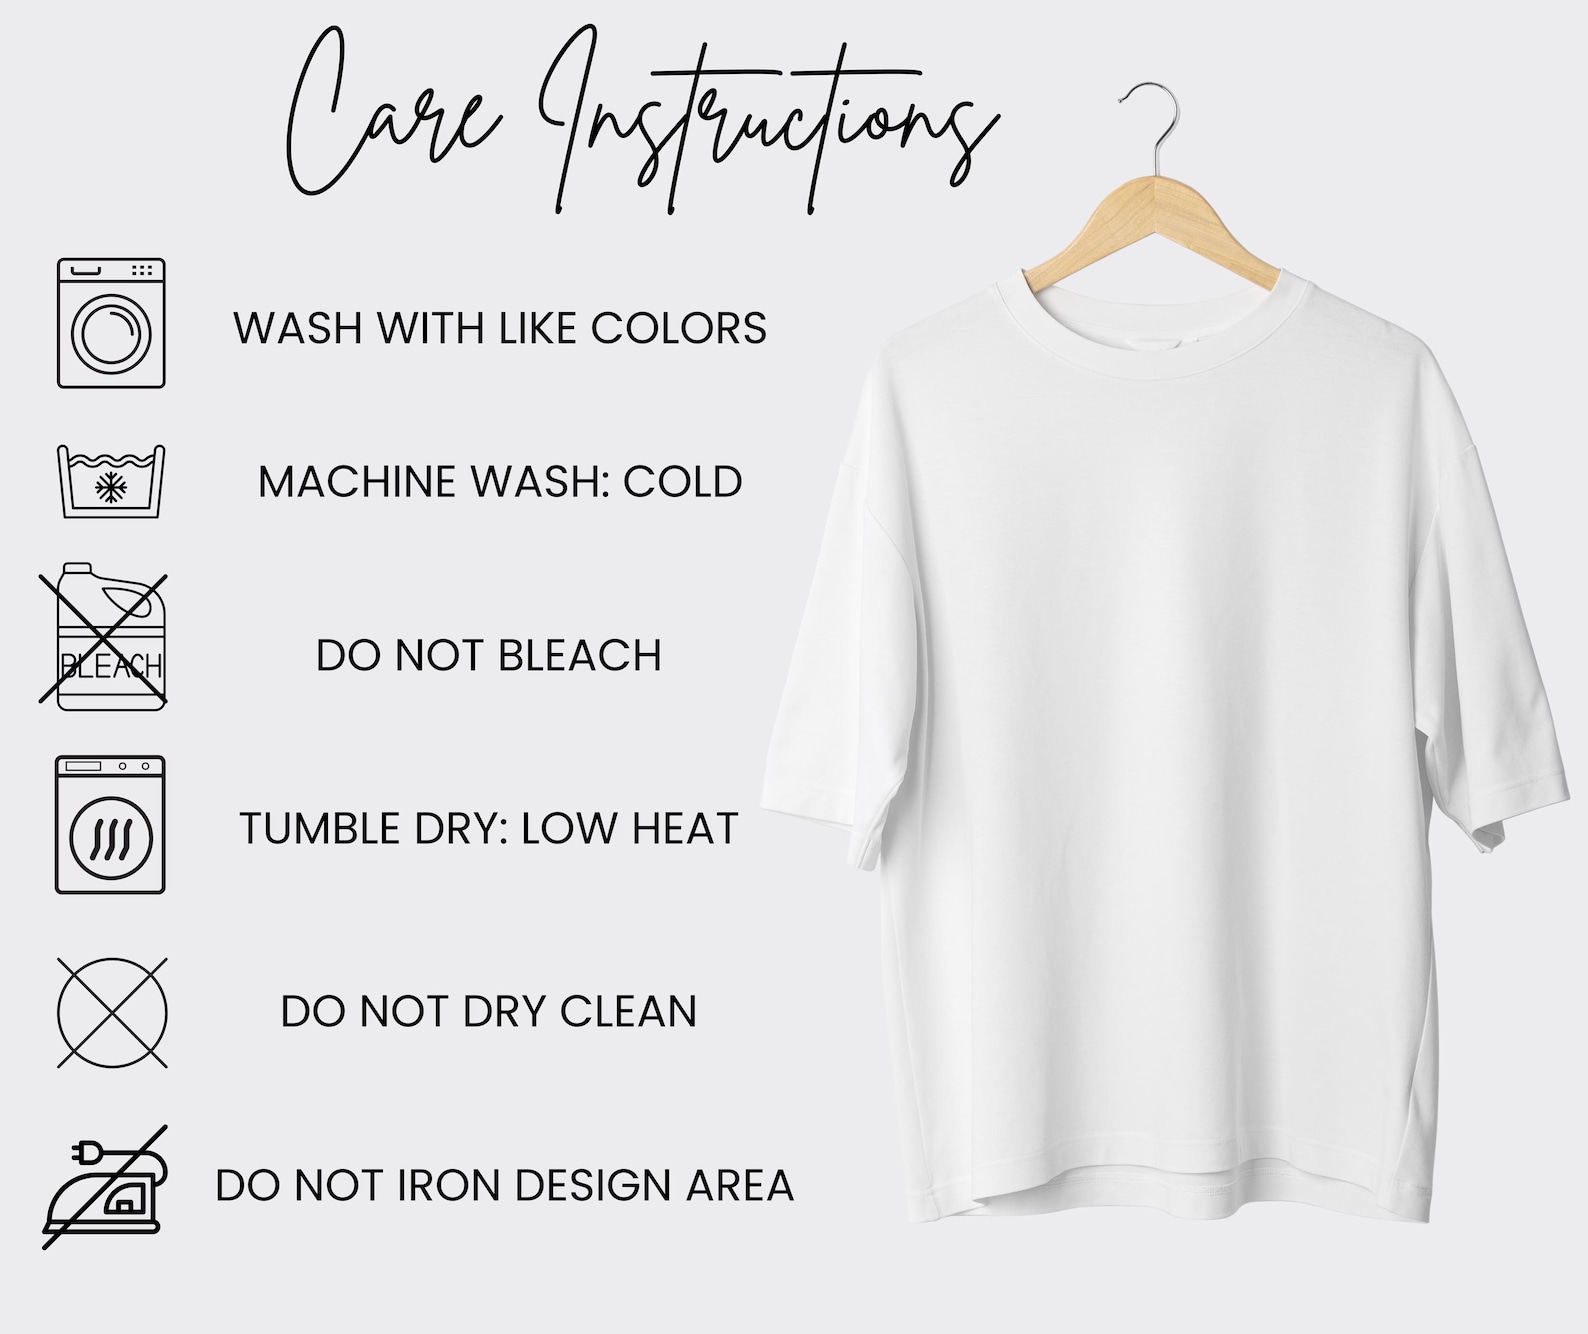 Care Instructions
WASH WITH LIKE COLORS
MACHINE WASH: COLD
BLEACH
DO NOT BLEACH
TUMBLE DRY: LOW HEAT
DO NOT DRY CLEAN
DO NOT IRON DESIGN AREA